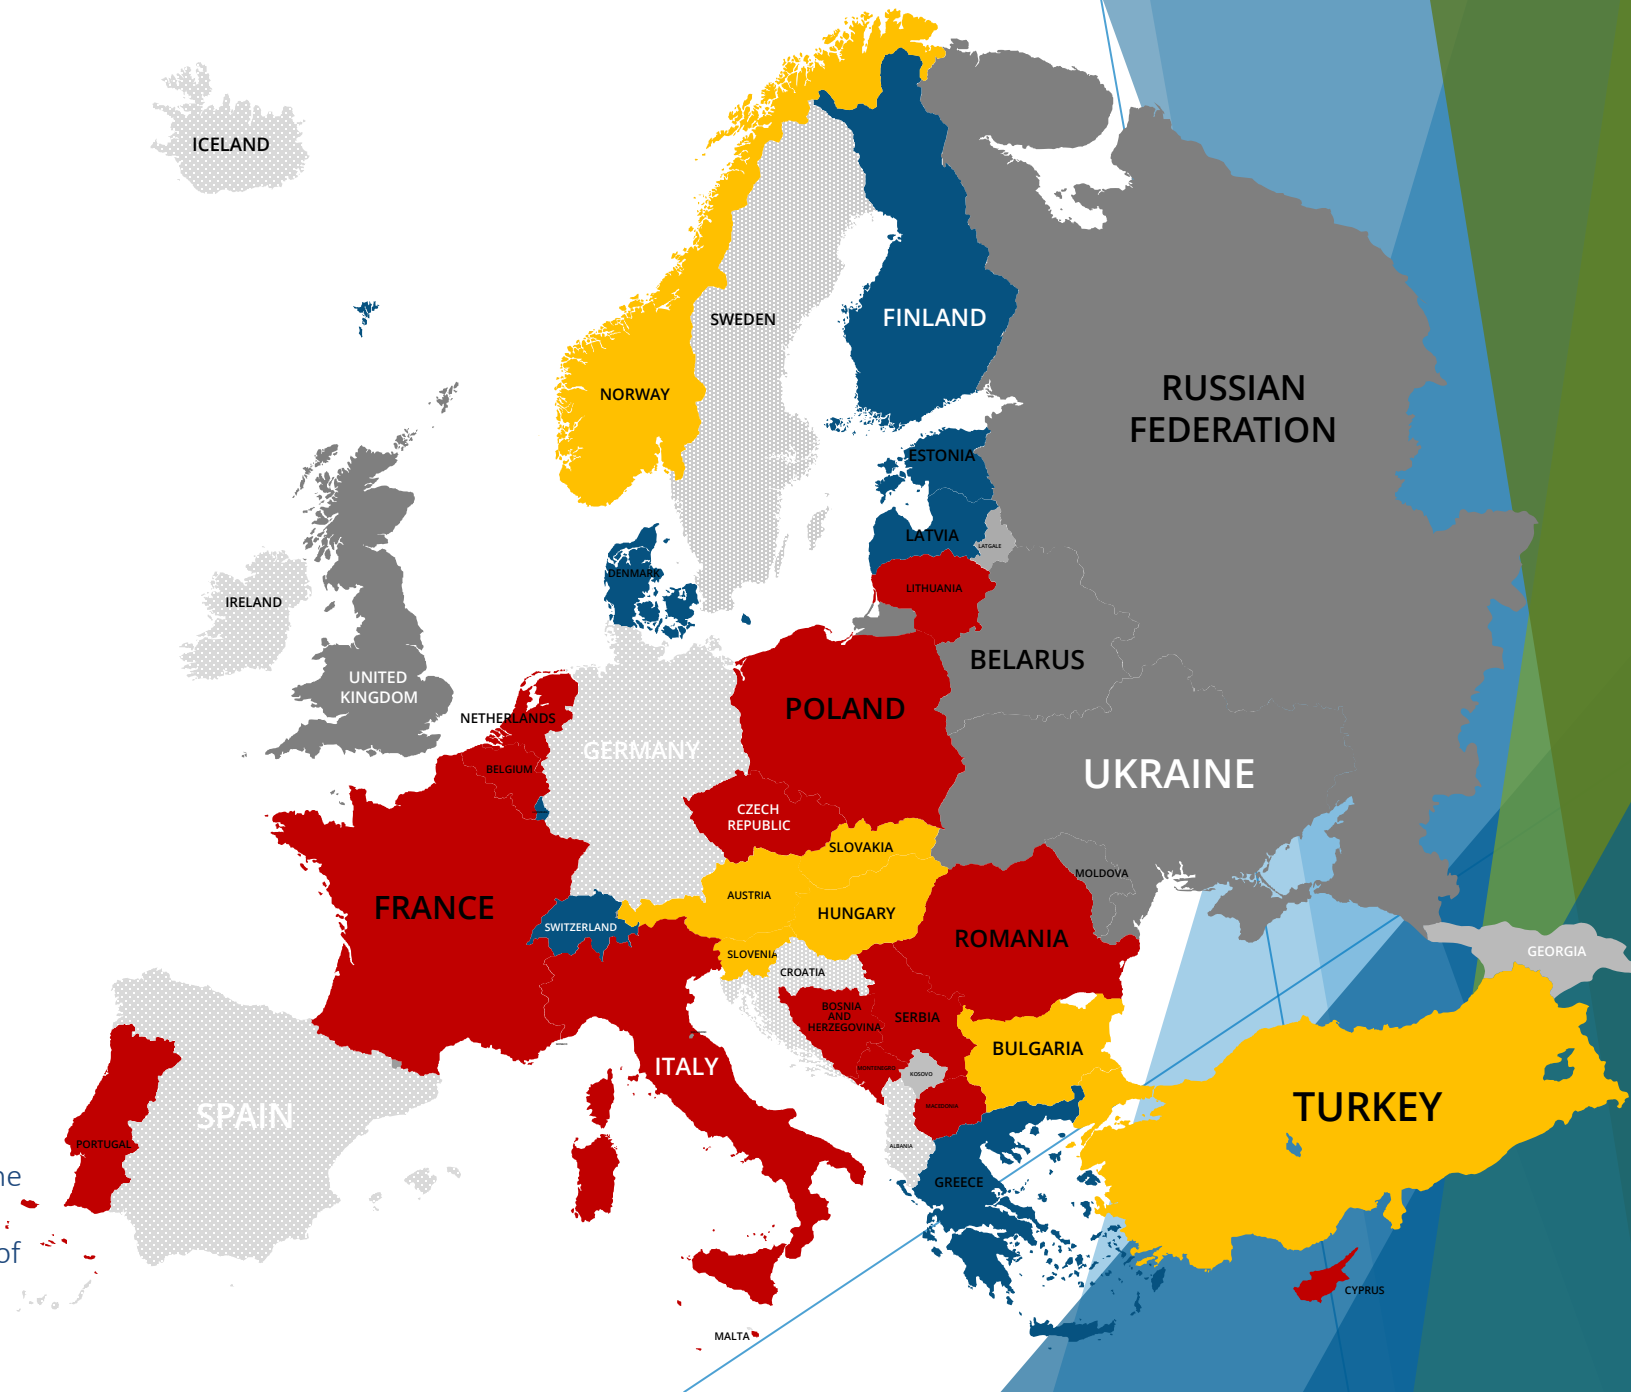 ICELAND
SWEDEN
FINLAND
NORWAY
RUSSIAN
FEDERATION
ESTONIA
LATVIA
LATGALE
DENMARK
LITHUANIA
IRELAND
BELARUS
UNITED
KINGDOM
POLAND
NETHERLANDS
GERMANY
BELGIUM
UKRAINE
CZECH
REPUBLIC
SLOVAKIA
MOLDOVA
AUSTRIA
FRANCE
HUNGARY
SWITZERLAND
ROMANIA
SLOVENIA
GEORGIA
CROATIA
BOSNIA
AND
HERZEGOVINA
SERBIA
BULGARIA
ITALY
MONTENEGRO
KOSOVO
MACEDONIA
TURKEY
SPAIN
PORTUGAL
ALBANIA
GREECE
of
CYPRUS
MALTA